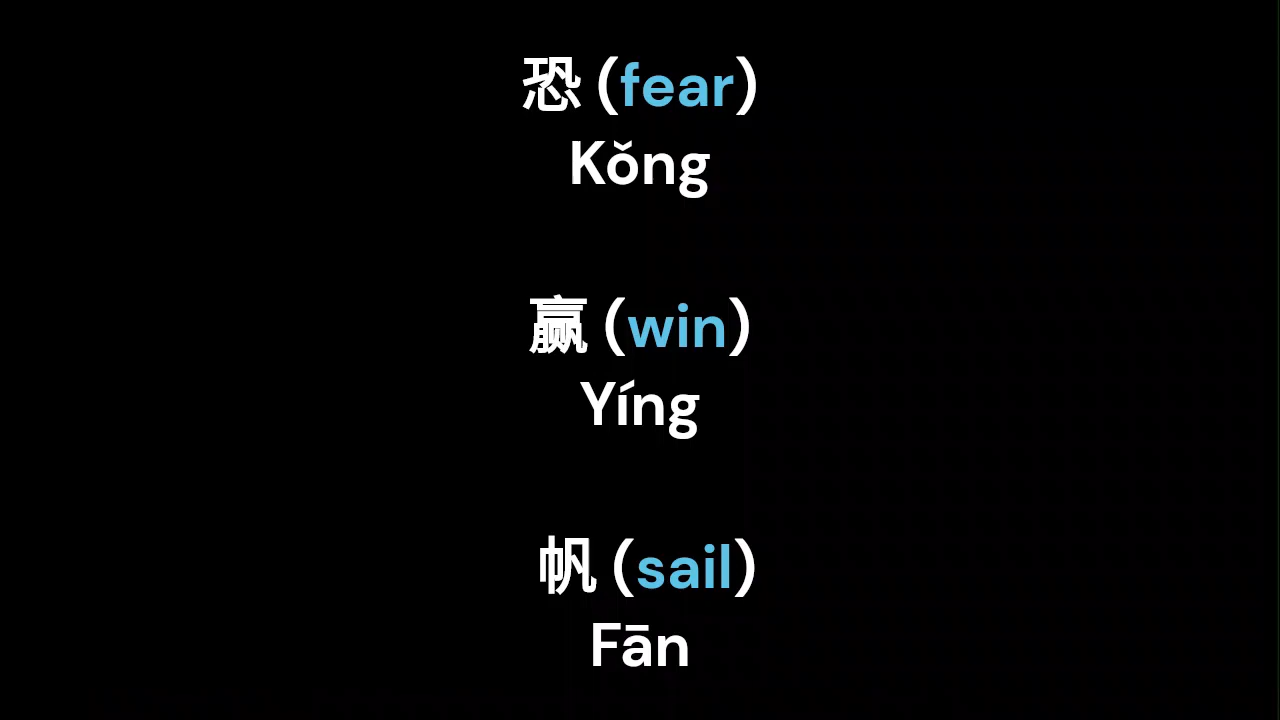 恐 (fear)
Kǒng
赢 (win)
Yíng
帆 (sail)
Fān